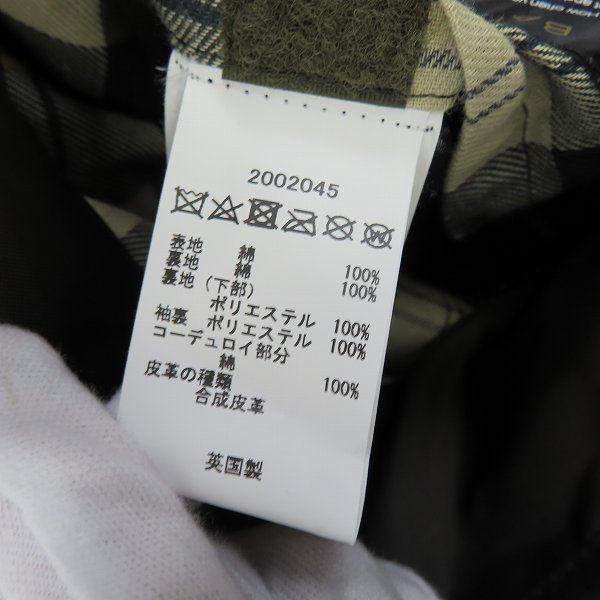 2002045
表地 綿 100%
裏地 綿 100%
裏地(下部)
ポリエステル 100%
袖裏 ポリエステル 100%
コーデュロイ部分
綿 100%
皮革の種類
合成皮革
英国製